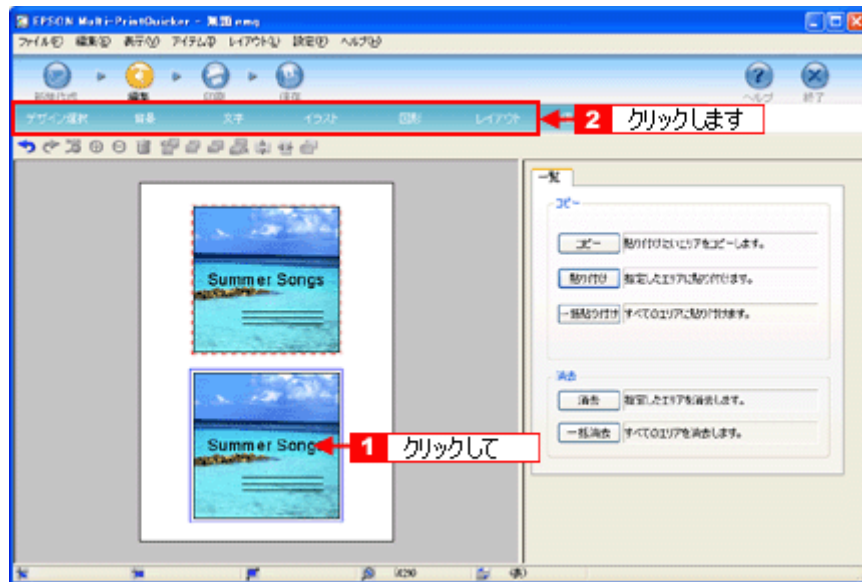 EPSON Multi-PrintQuicker - 無題.emq
ファイル(F) 編集(E) 表示(V) アイテム(I) レイアウト(L) 設定(P) ヘルプ(H)
新規作成 編集 印刷 保存 ヘルプ 終了
デザイン選択 背景 文字 イラスト 図形 レイアウト
2 クリックします
一覧
コピー
コピー 貼り付けたいエリアをコピーします。
貼り付け 指定したエリアに貼り付けます。
一括貼り付け すべてのエリアに貼り付けます。
消去
消去 指定したエリアを消去します。
一括消去 すべてのエリアを消去します。
Summer Songs
Summer Songs
1 クリックして